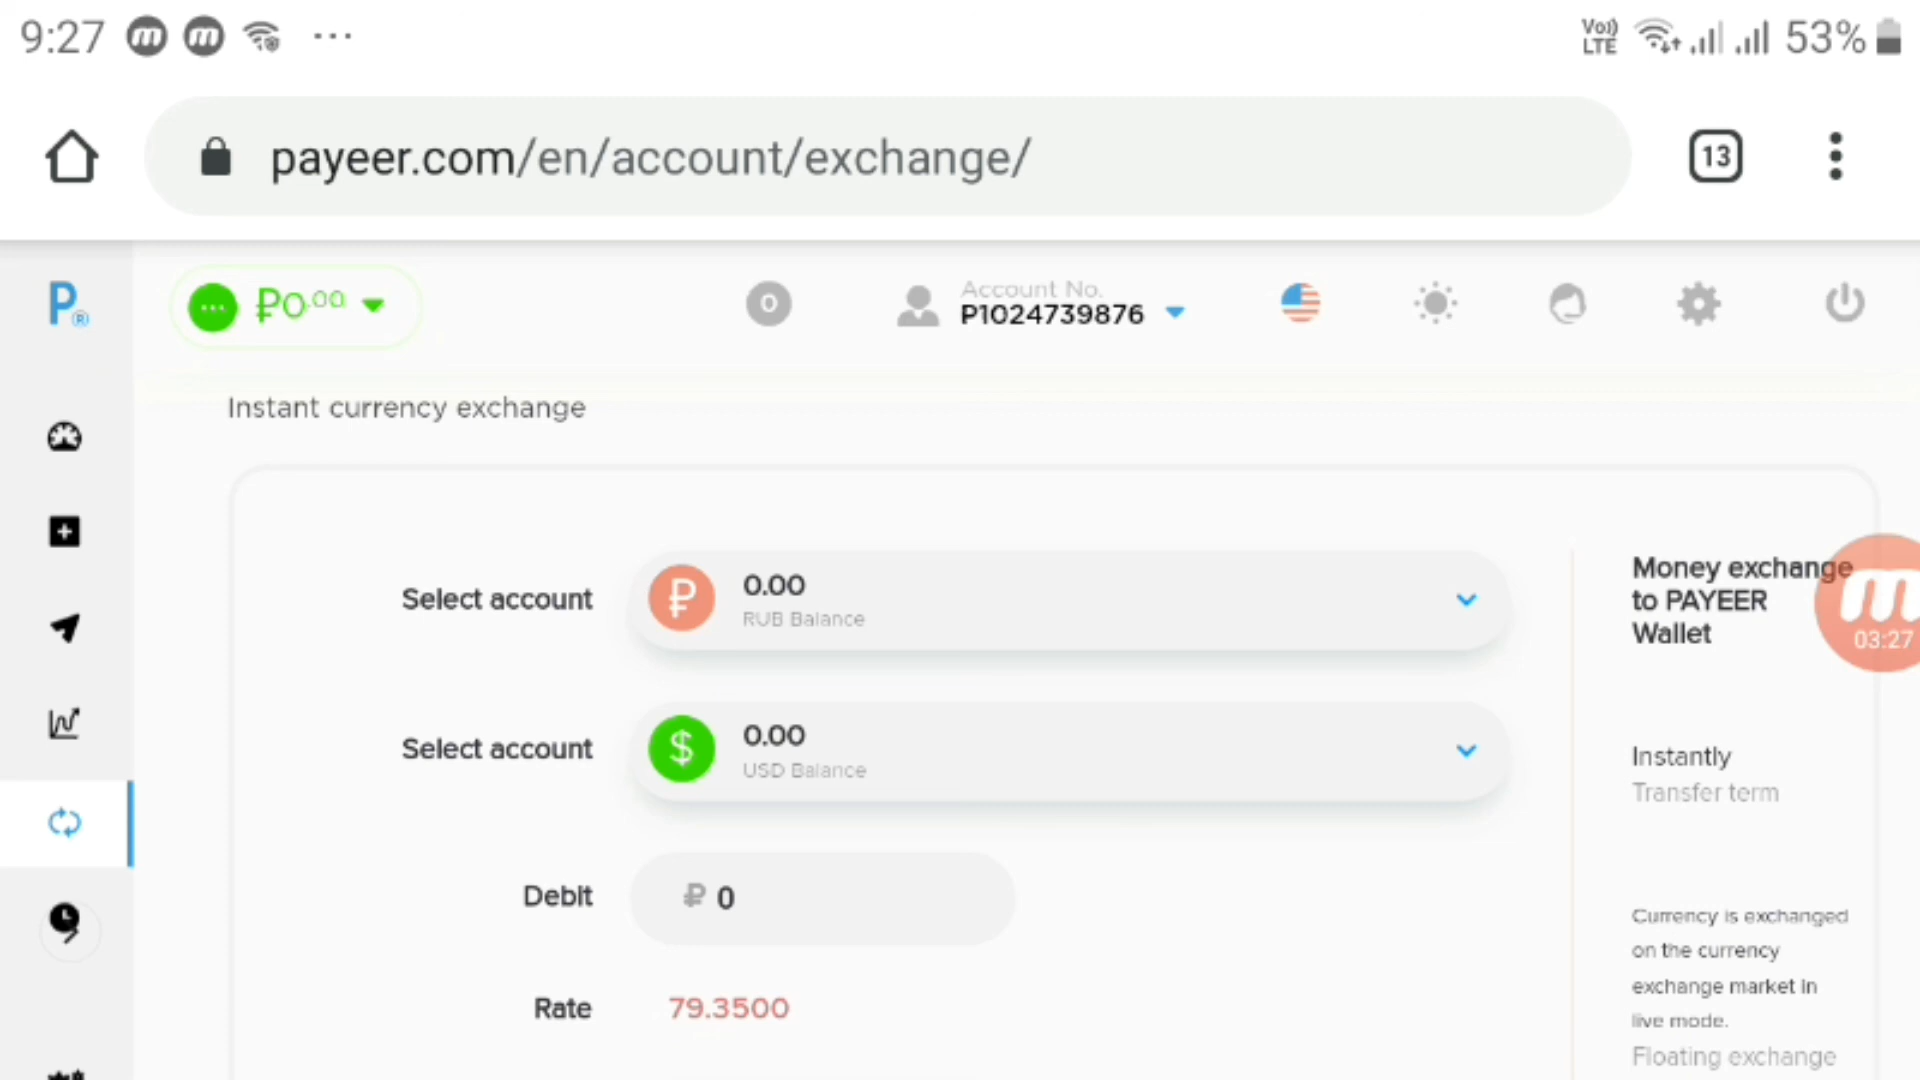 9:27
Vo)) LTE
53%
payeer.com/en/account/exchange/
13
P®
₽0.00
0
Account No.
P1024739876
Instant currency exchange
Select account
₽
0.00
RUB Balance
Select account
$
0.00
USD Balance
Debit
₽ 0
Rate
79.3500
Money exchange
to PAYEER
Wallet
03:27
Instantly
Transfer term
Currency is exchanged
on the currency
exchange market in
live mode.
Floating exchange